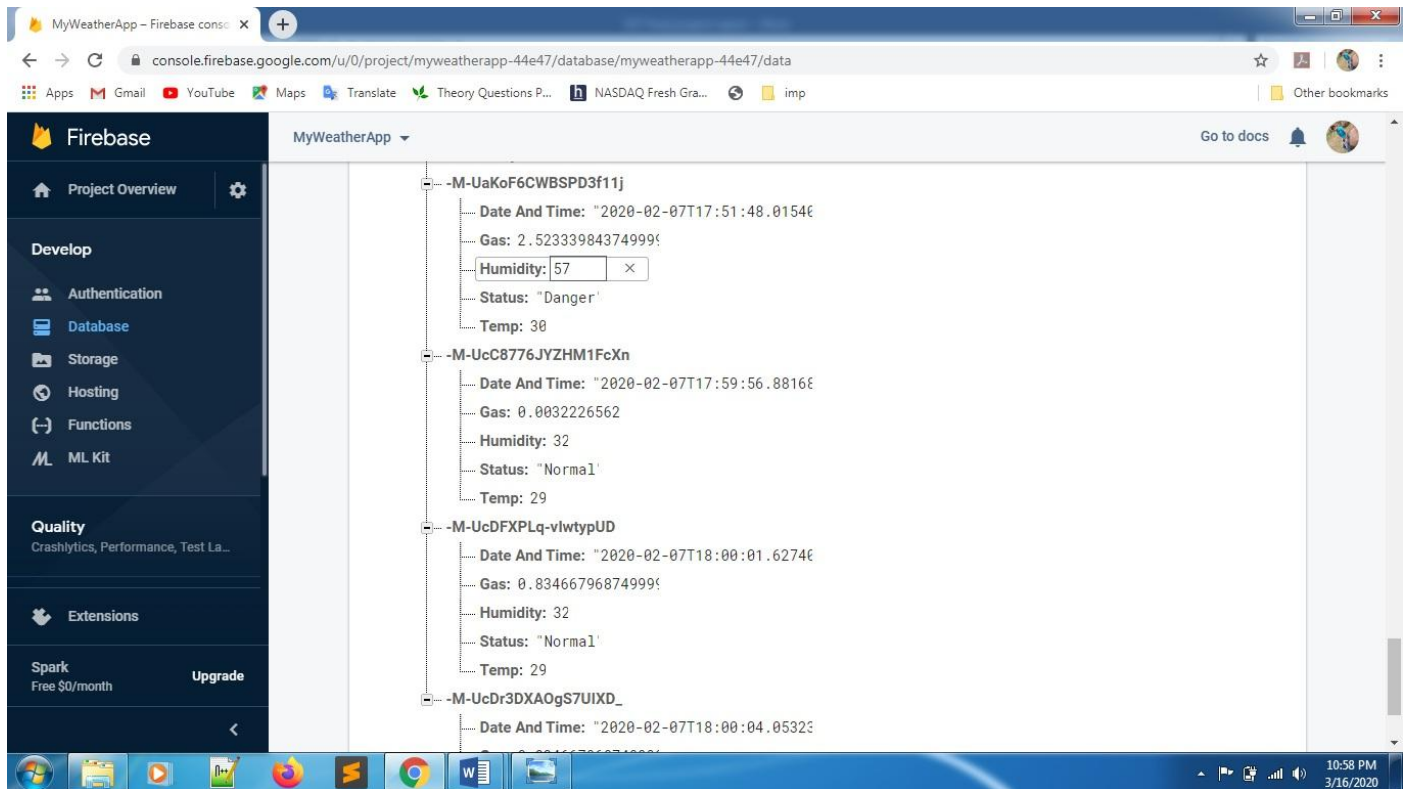 MyWeatherApp – Firebase conso
console.firebase.google.com/u/0/project/myweatherapp-44e47/database/myweatherapp-44e47/data
Apps Gmail YouTube Maps Translate Theory Questions P... NASDAQ Fresh Gra... imp Other bookmarks
Firebase
MyWeatherApp
Go to docs
Project Overview
Develop
Authentication
Database
Storage
Hosting
Functions
ML Kit
Quality
Crashlytics, Performance, Test La...
Extensions
Spark
Free $0/month
Upgrade
-M-UaKoF6CWBSPD3f11j
Date And Time: "2020-02-07T17:51:48.01546
Gas: 2.5233398437499999
Humidity: 57
Status: "Danger"
Temp: 30
-M-UcC8776JYZHM1FcXn
Date And Time: "2020-02-07T17:59:56.88168
Gas: 0.0032226562
Humidity: 32
Status: "Normal"
Temp: 29
-M-UcDFXPLq-vlwtypUD
Date And Time: "2020-02-07T18:00:01.62746
Gas: 0.834667968749999
Humidity: 32
Status: "Normal"
Temp: 29
-M-UcDr3DXAOgS7UIXD_
Date And Time: "2020-02-07T18:00:04.05323
10:58 PM
3/16/2020